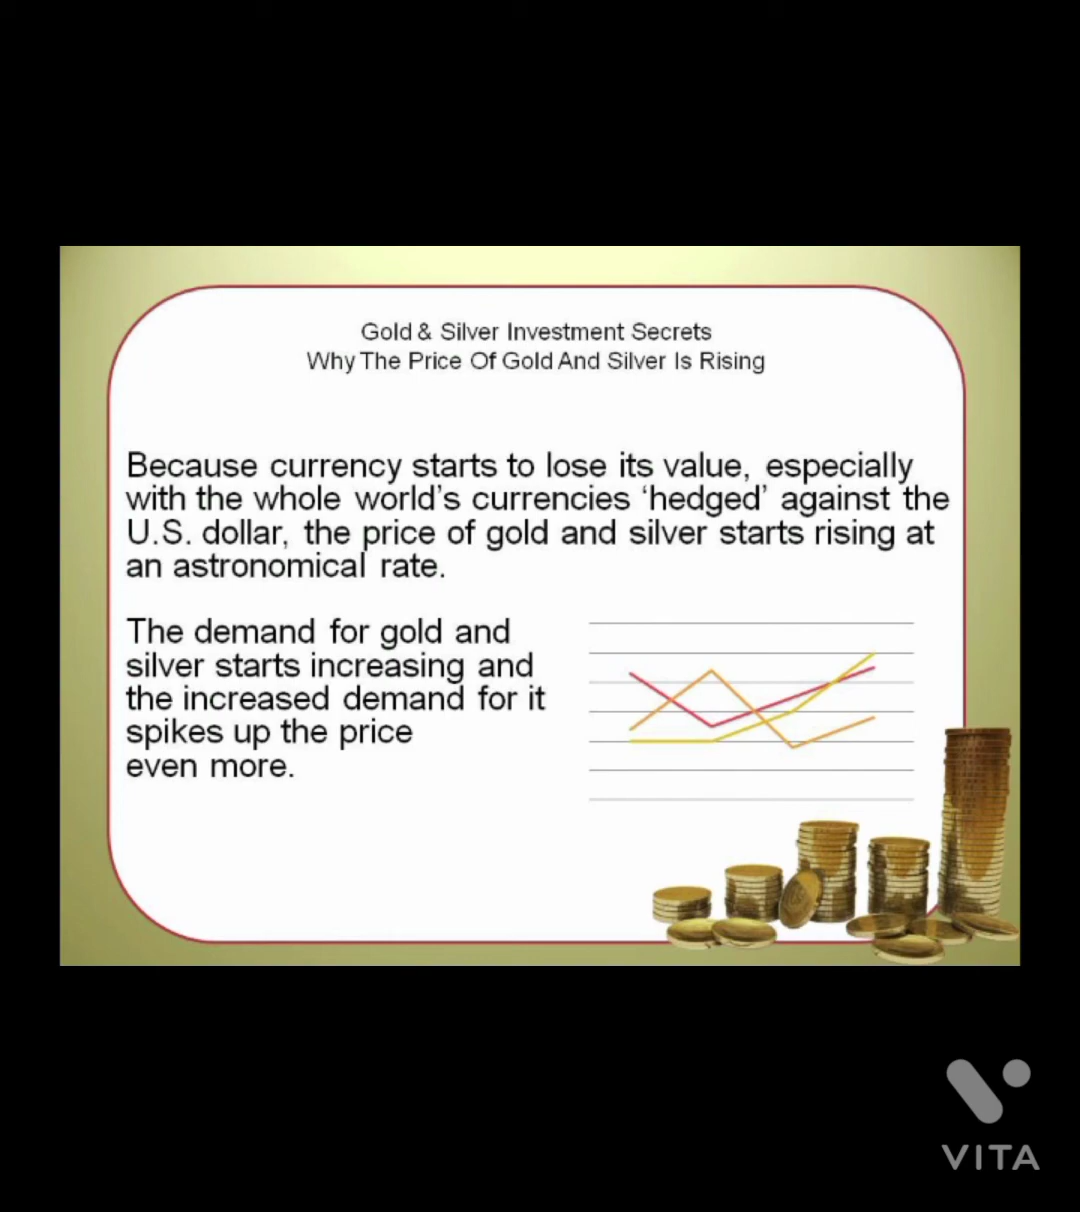 Gold & Silver Investment Secrets
Why The Price Of Gold And Silver Is Rising
Because currency starts to lose its value, especially
with the whole world's currencies ‘hedged’ against the
U.S. dollar, the price of gold and silver starts rising at
an astronomical rate.
The demand for gold and
silver starts increasing and
the increased demand for it
spikes up the price
even more.
VITA